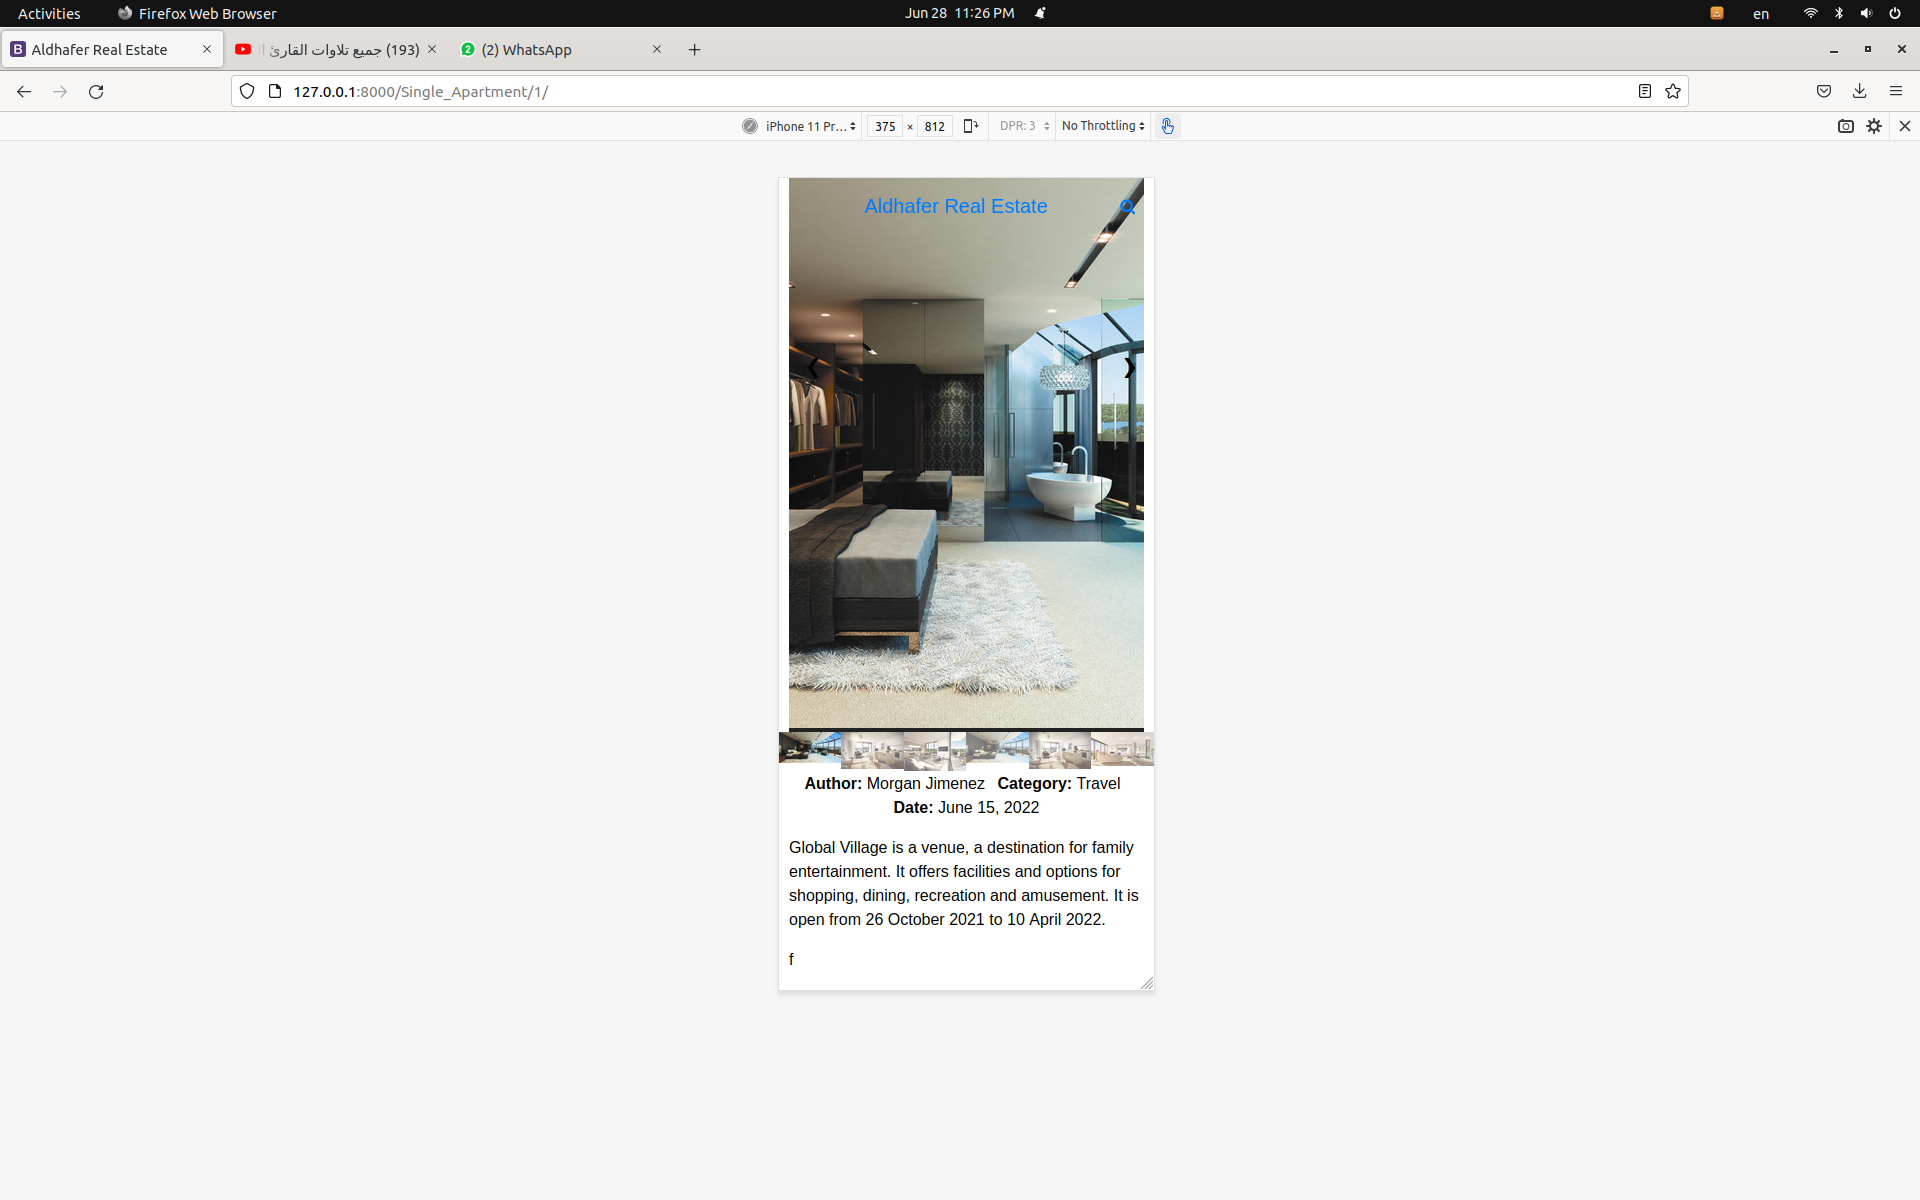 Activities
Firefox Web Browser
Jun 28 11:26 PM
en
Aldhafer Real Estate
(193) جميع تلاوات القارئ ال
(2) WhatsApp
127.0.0.1:8000/Single_Apartment/1/
iPhone 11 Pr...
375 × 812
DPR: 3
No Throttling
Aldhafer Real Estate
Author: Morgan Jimenez Category: Travel
Date: June 15, 2022
Global Village is a venue, a destination for family
entertainment. It offers facilities and options for
shopping, dining, recreation and amusement. It is
open from 26 October 2021 to 10 April 2022.
f